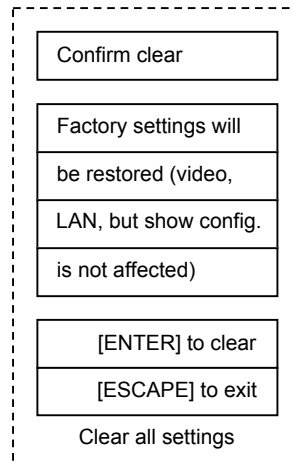 Confirm clear
Factory settings will
be restored (video,
LAN, but show config.
is not affected)
[ENTER] to clear
[ESCAPE] to exit
Clear all settings